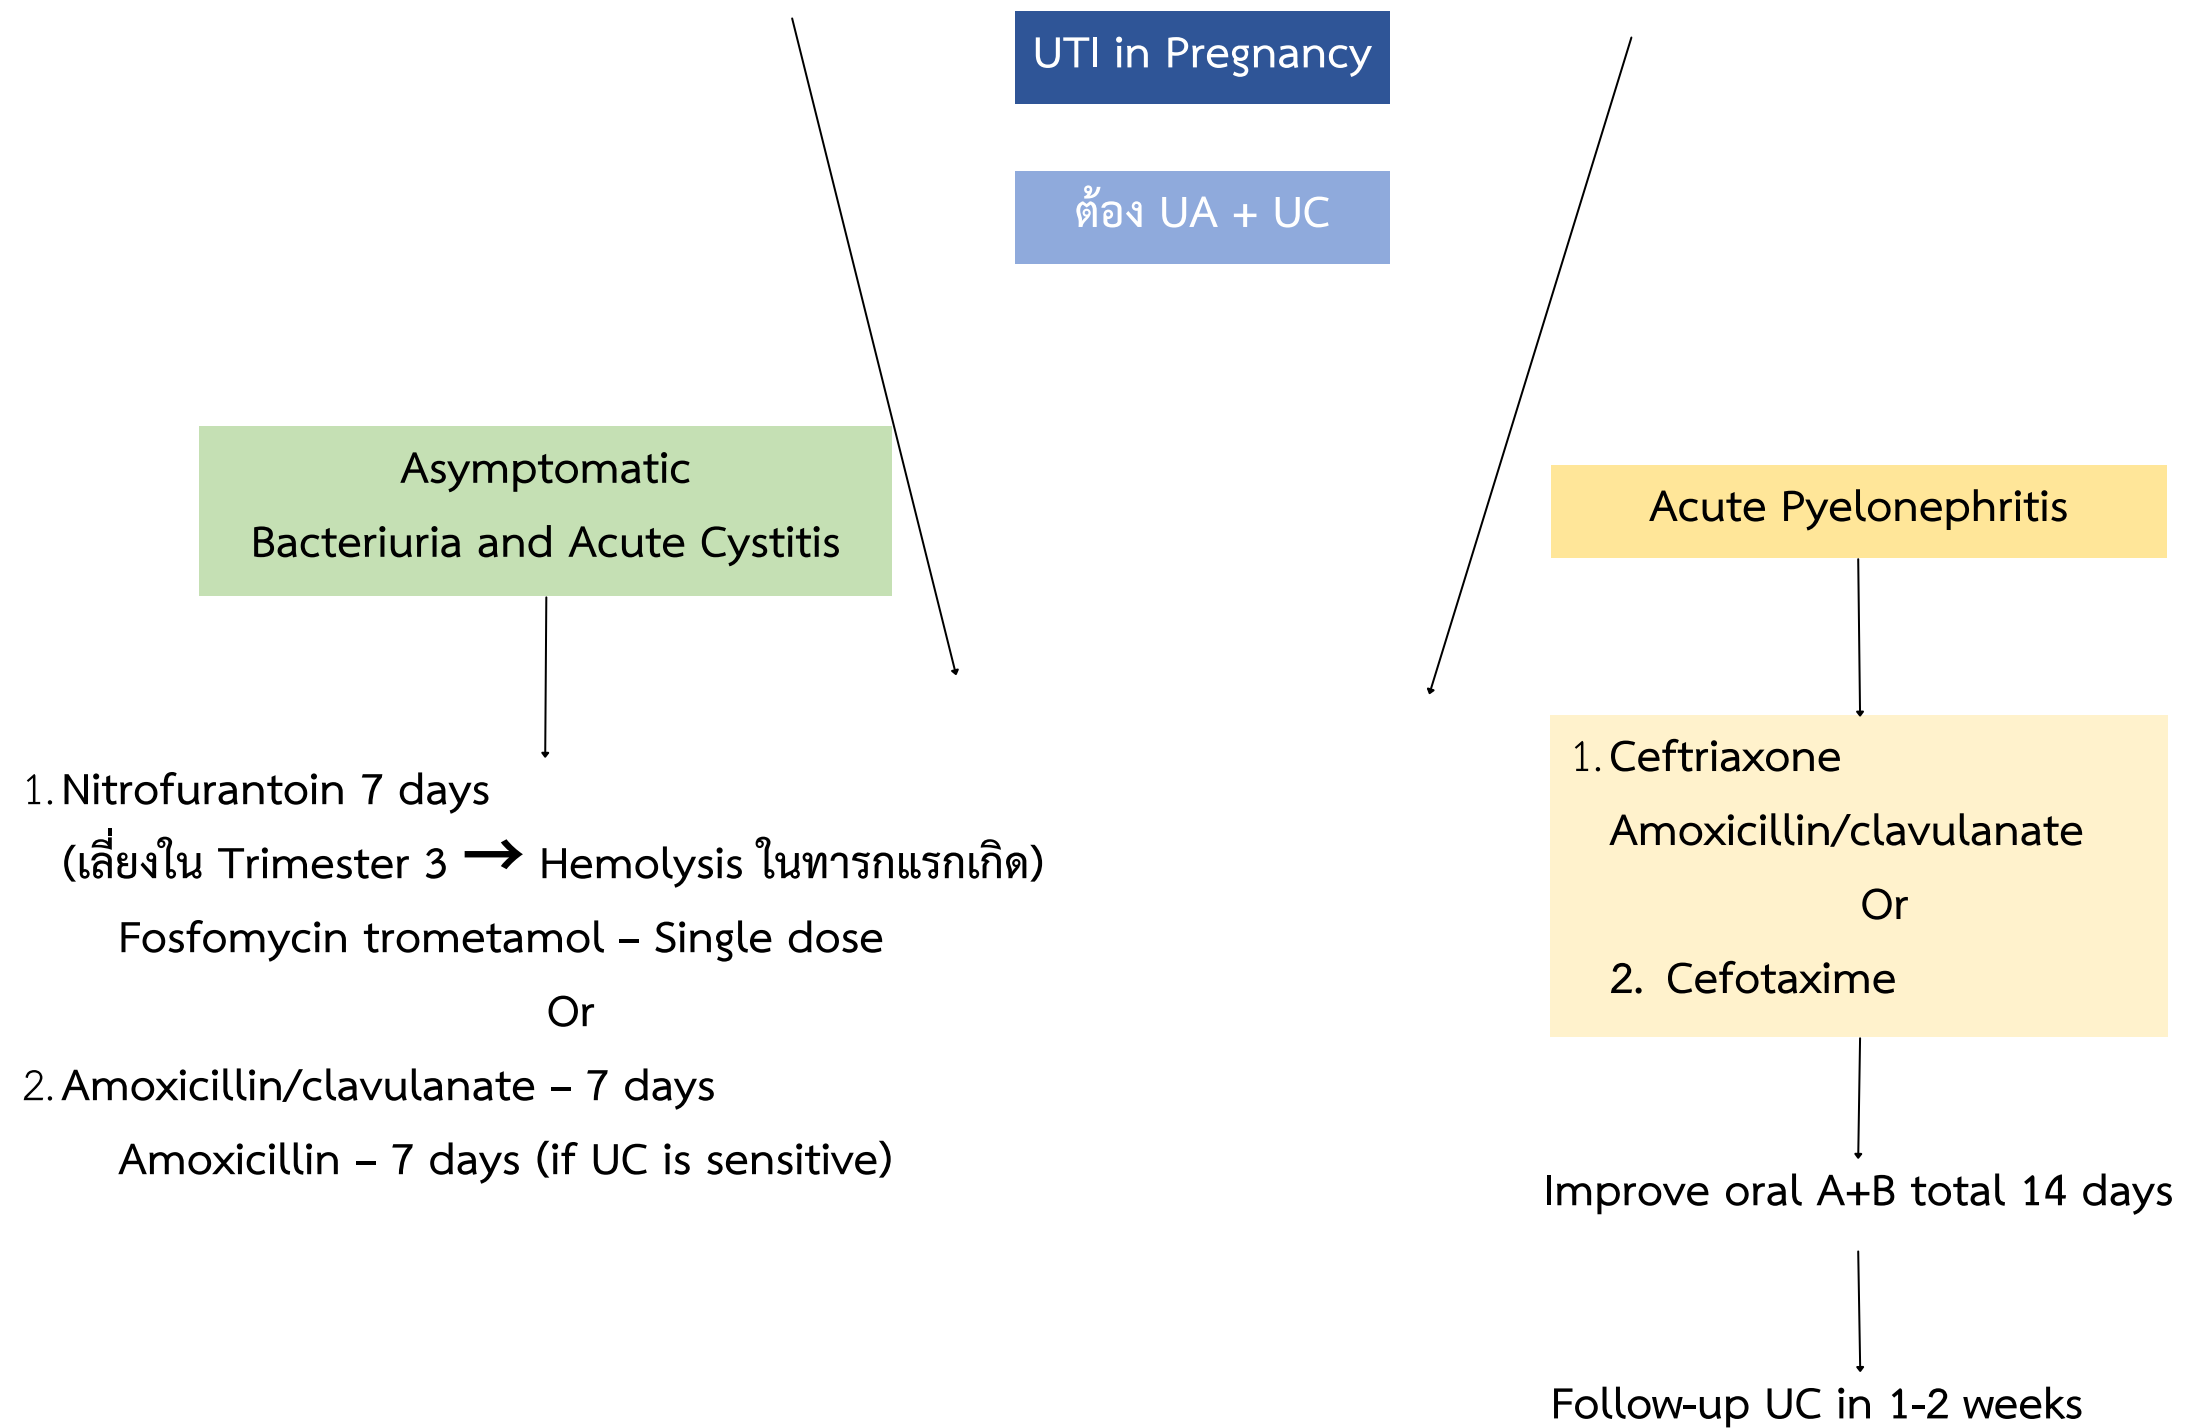 UTI in Pregnancy
ต้อง UA + UC
Asymptomatic
Bacteriuria and Acute Cystitis
1. Nitrofurantoin 7 days
(เลี่ยงใน Trimester 3 → Hemolysis ในทารกแรกเกิด)
Fosfomycin trometamol – Single dose
Or
2. Amoxicillin/clavulanate – 7 days
Amoxicillin – 7 days (if UC is sensitive)
Acute Pyelonephritis
1. Ceftriaxone
Amoxicillin/clavulanate
Or
2. Cefotaxime
Improve oral A+B total 14 days
Follow-up UC in 1-2 weeks